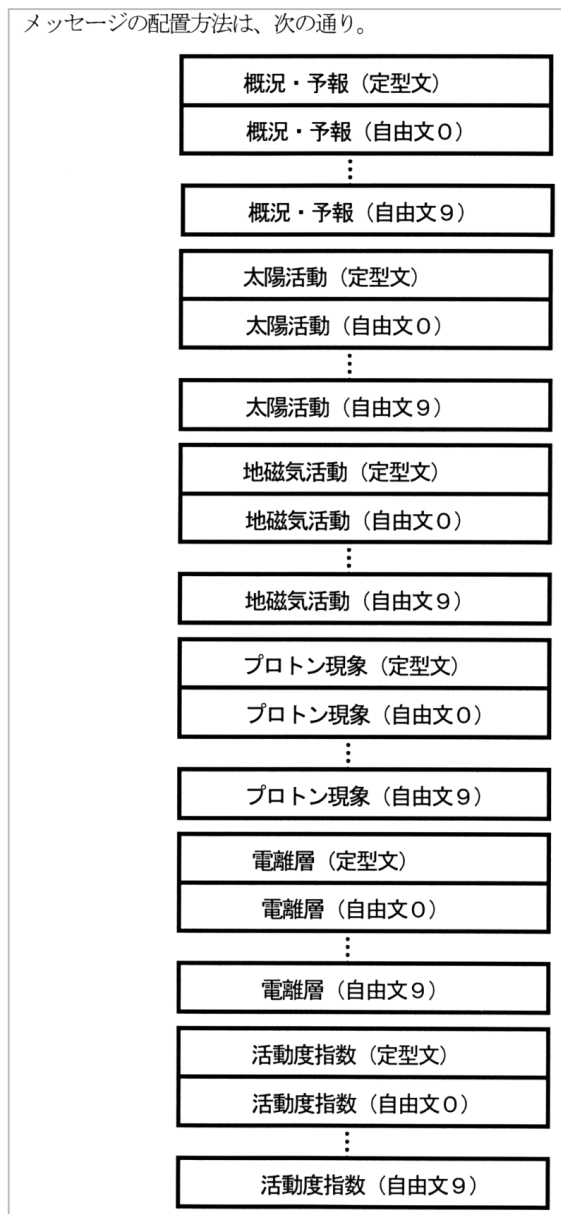 メッセージの配置方法は、次の通り。
概況・予報（定型文）
概況・予報（自由文０）
概況・予報（自由文９）
太陽活動（定型文）
太陽活動（自由文０）
太陽活動（自由文９）
地磁気活動（定型文）
地磁気活動（自由文０）
地磁気活動（自由文９）
プロトン現象（定型文）
プロトン現象（自由文０）
プロトン現象（自由文９）
電離層（定型文）
電離層（自由文０）
電離層（自由文９）
活動度指数（定型文）
活動度指数（自由文０）
活動度指数（自由文９）